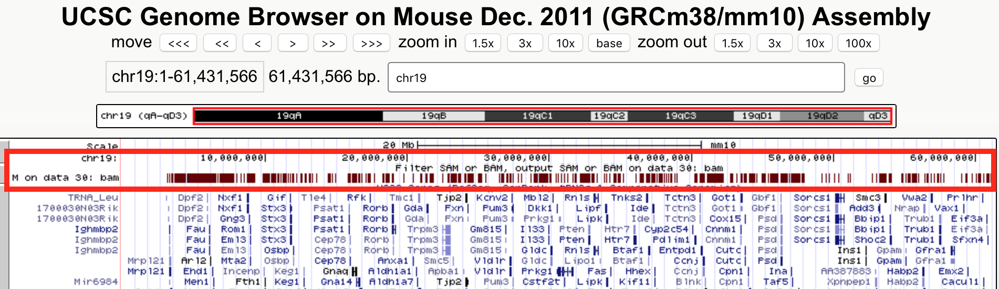 UCSC Genome Browser on Mouse Dec. 2011 (GRCm38/mm10) Assembly
move <<< << < > >> >>> zoom in 1.5x 3x 10x base zoom out 1.5x 3x 10x 100x
chr19:1-61,431,566 61,431,566 bp. chr19 go
chr19 (qA-qD3) 19qA 19qB 19qC1 19qC2 19qC3 19qD1 19qD2 qD3
Scale 20 Mb mm10
chr19: 10,000,000 20,000,000 30,000,000 40,000,000 50,000,000 60,000,000
Filter SAM or BAM, output SAM or BAM on data 30: bam
M on data 30: bam
TRNA_Leu Dpf2 Nxf1 Gif Tle4 Rfk Tmc1 Tjp2 Kcnv2 Mbl2 Rnls Tnks2 Tctn3 Got1 Gbf1 Sorcs1 Smc3 Vwa2 Prlhr
1700030N03Rik Dpf2 Nxf1 Stx3 Psat1 Rorb Gda Fxn Pum3 Dkk1 Lipf Ide Tctn3 Got1 Gbf1 Sorcs1 Add3 Nrap Vax1
1700030N03Rik Dpf2 Gng3 Stx3 Psat1 Rorb Gda Fxn Pum3 Prkg1 Lipk Ide Tctn3 Cox15 Psd Sorcs1 Bbip1 Trub1 Eif3a
Ighmbp2 Fau Rom1 Stx3 Psat1 Rorb Trpm3 Gm815 Il33 Pten Htr7 Cyp2c54 Cnnm1 Psd Sorcs1 Bbip1 Trub1 Eif3a
Ighmbp2 Fau Eml3 Stx3 Cep78 Rorb Trpm3 Gm815 Il33 Pten Htr7 Pdlim1 Cnnm1 Psd Sorcs1 Shoc2 Trub1 Sfxn4
Ighmbp2 Fau Eml3 Osbp Cep78 Rorb Trpm3 Gm815 Gldc Rnls Btaf1 Entpd1 Cutc Psd Ins1 Gpam Gfra1
Mrpl21 Arl2 Mta2 Osbp Cep78 Anxa1 Smc5 Vldlr Gldc Lipo1 Btaf1 Ccnj Cutc Psd Ins1 Gpam Gfra1
Mrpl21 Ehd1 Incenp Keg1 Gnaq Aldh1a1 Apba1 Vldlr Prkg1 Fas Hhex Ccnj Cpn1 Ina AA387883 Habp2 Emx2
Mir6984 Men1 Fth1 Keg1 Gna14 Aldh1a7 Tjp2 Pum3 Cstf2t Lipk Kif11 Blnk Cpn1 Taf5 Xpnpep1 Habp2 Cacul1